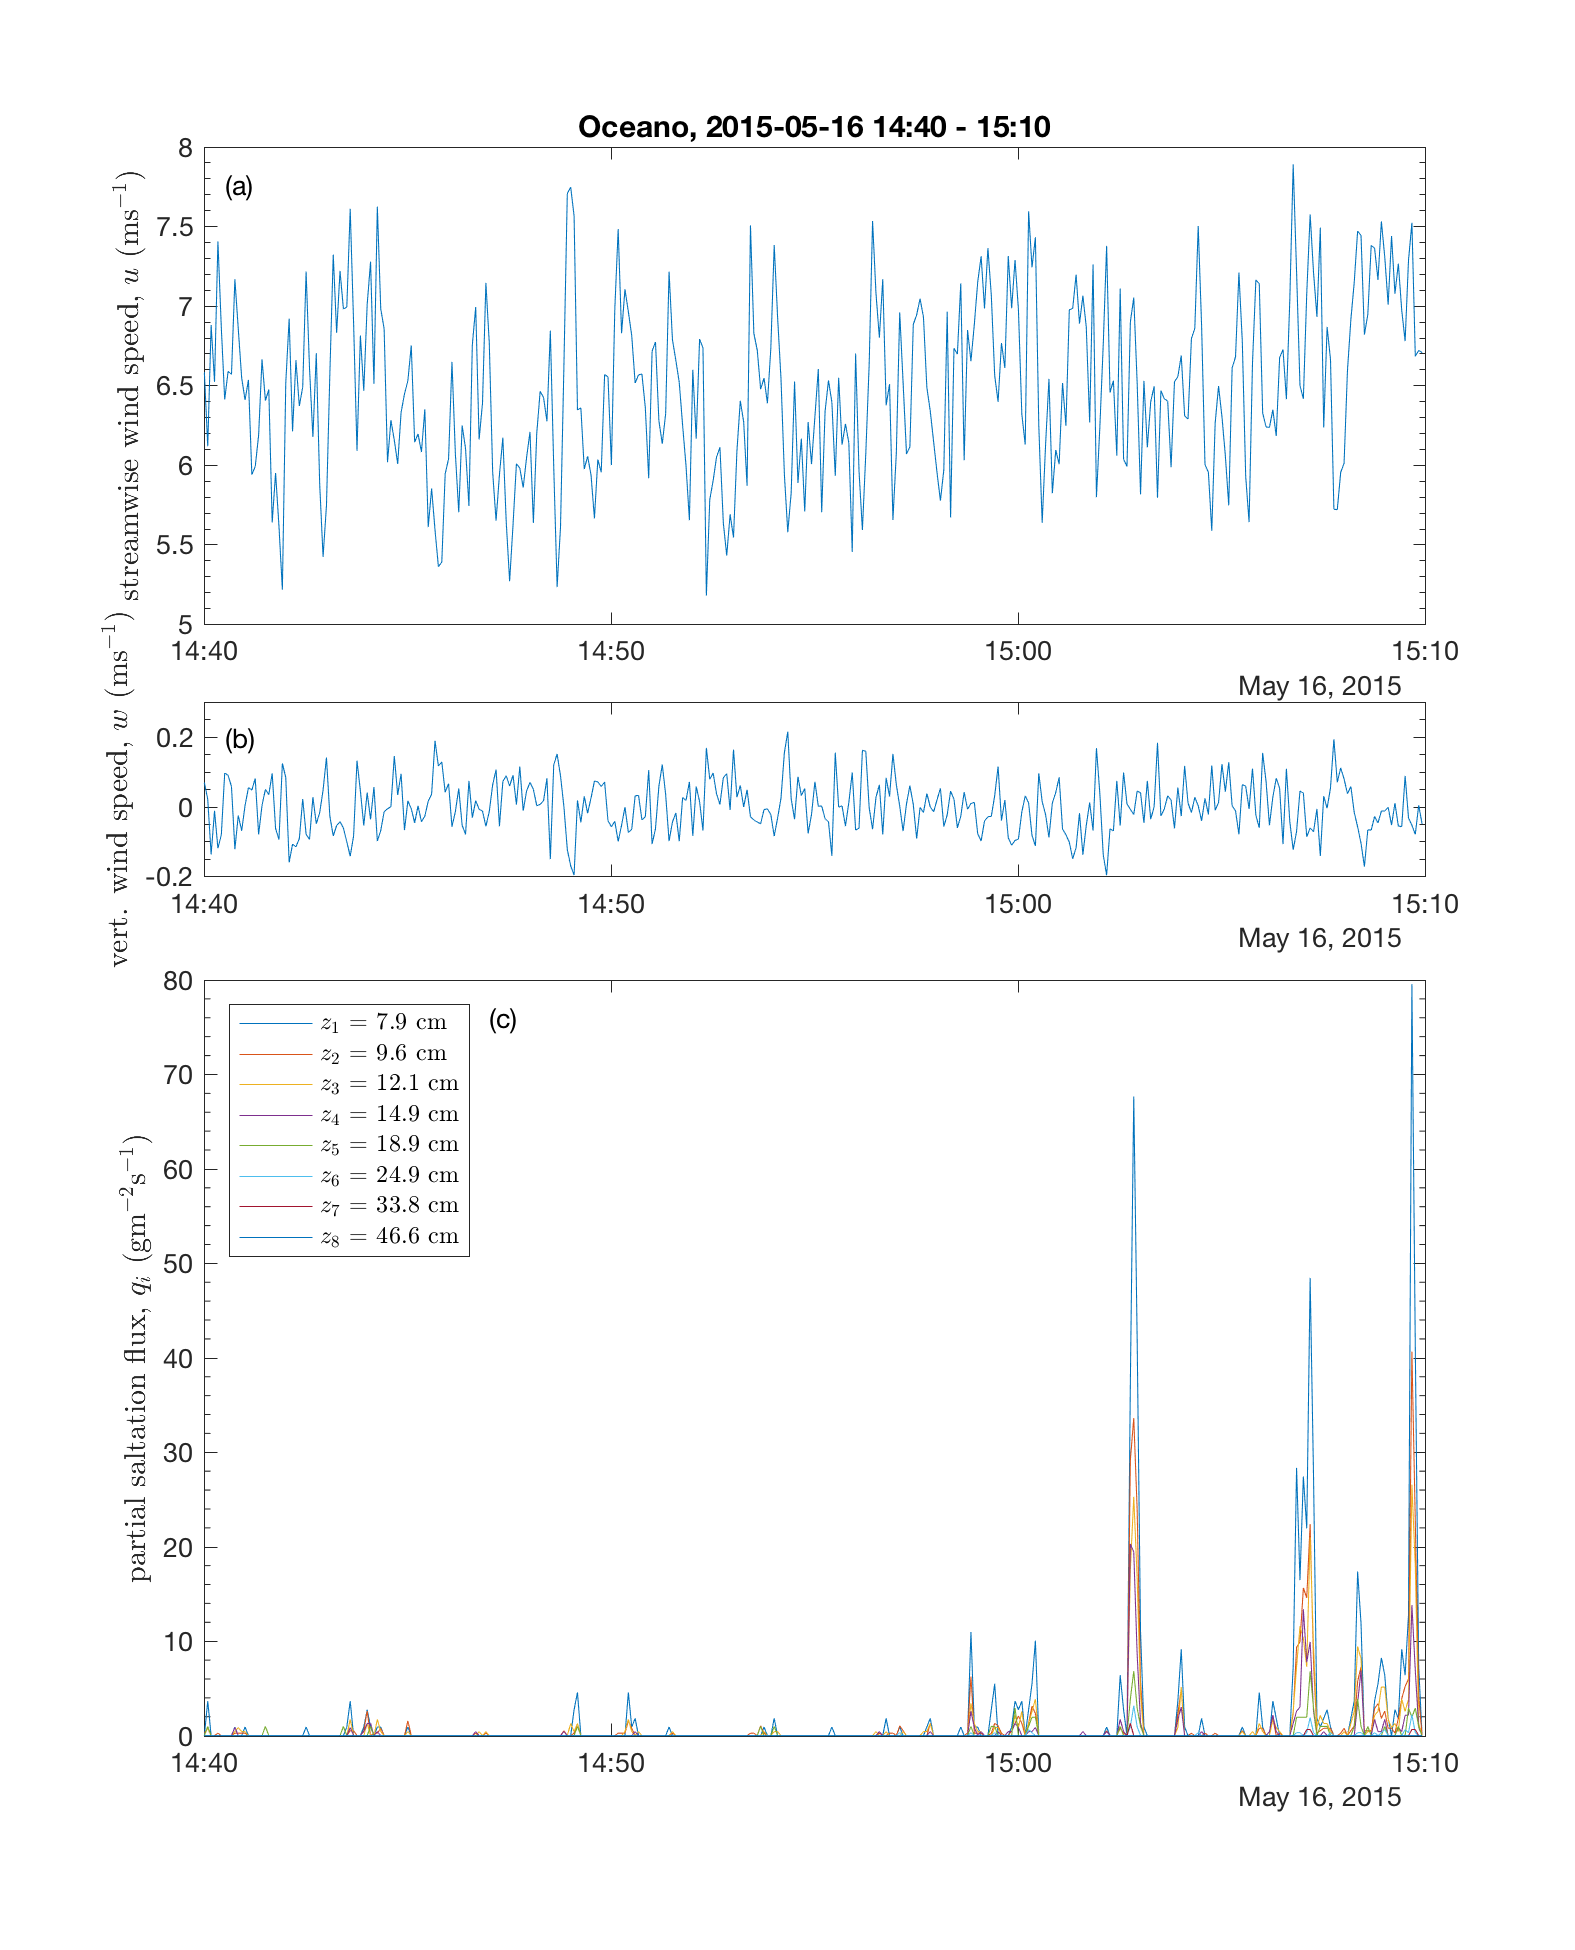 Oceano, 2015-05-16 14:40 - 15:10
streamwise wind speed, u (ms⁻¹)
(a)
8
7.5
7
6.5
6
5.5
5
14:40 14:50 15:00 15:10
May 16, 2015
vert. wind speed, w (ms⁻¹)
(b)
0.2
0
-0.2
14:40 14:50 15:00 15:10
May 16, 2015
partial saltation flux, qᵢ (gm⁻²s⁻¹)
(c)
80
70
60
50
40
30
20
10
0
z₁ = 7.9 cm
z₂ = 9.6 cm
z₃ = 12.1 cm
z₄ = 14.9 cm
z₅ = 18.9 cm
z₆ = 24.9 cm
z₇ = 33.8 cm
z₈ = 46.6 cm
14:40 14:50 15:00 15:10
May 16, 2015